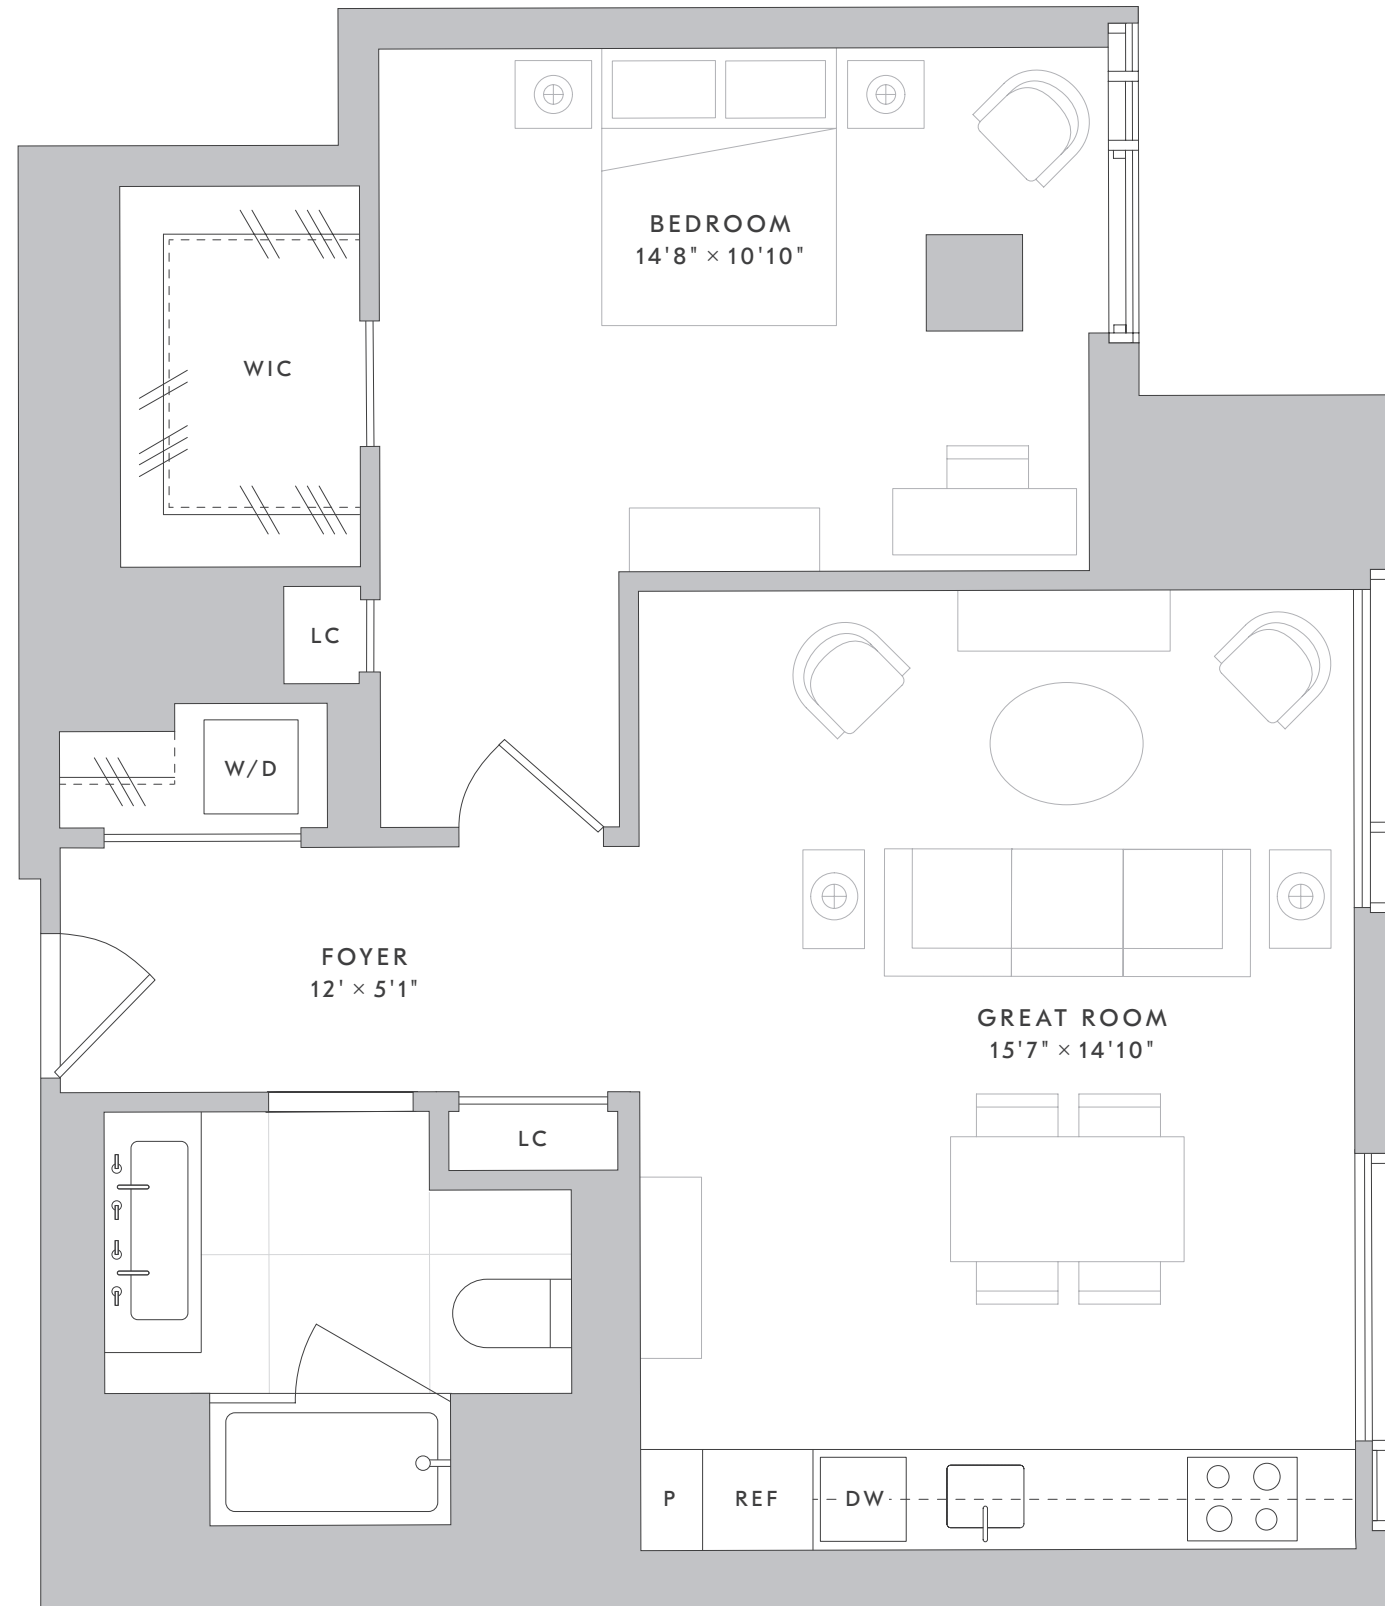 BEDROOM
14'8" × 10'10"
WIC
LC
W/D
FOYER
12' × 5'1"
GREAT ROOM
15'7" × 14'10"
LC
P
REF
DW